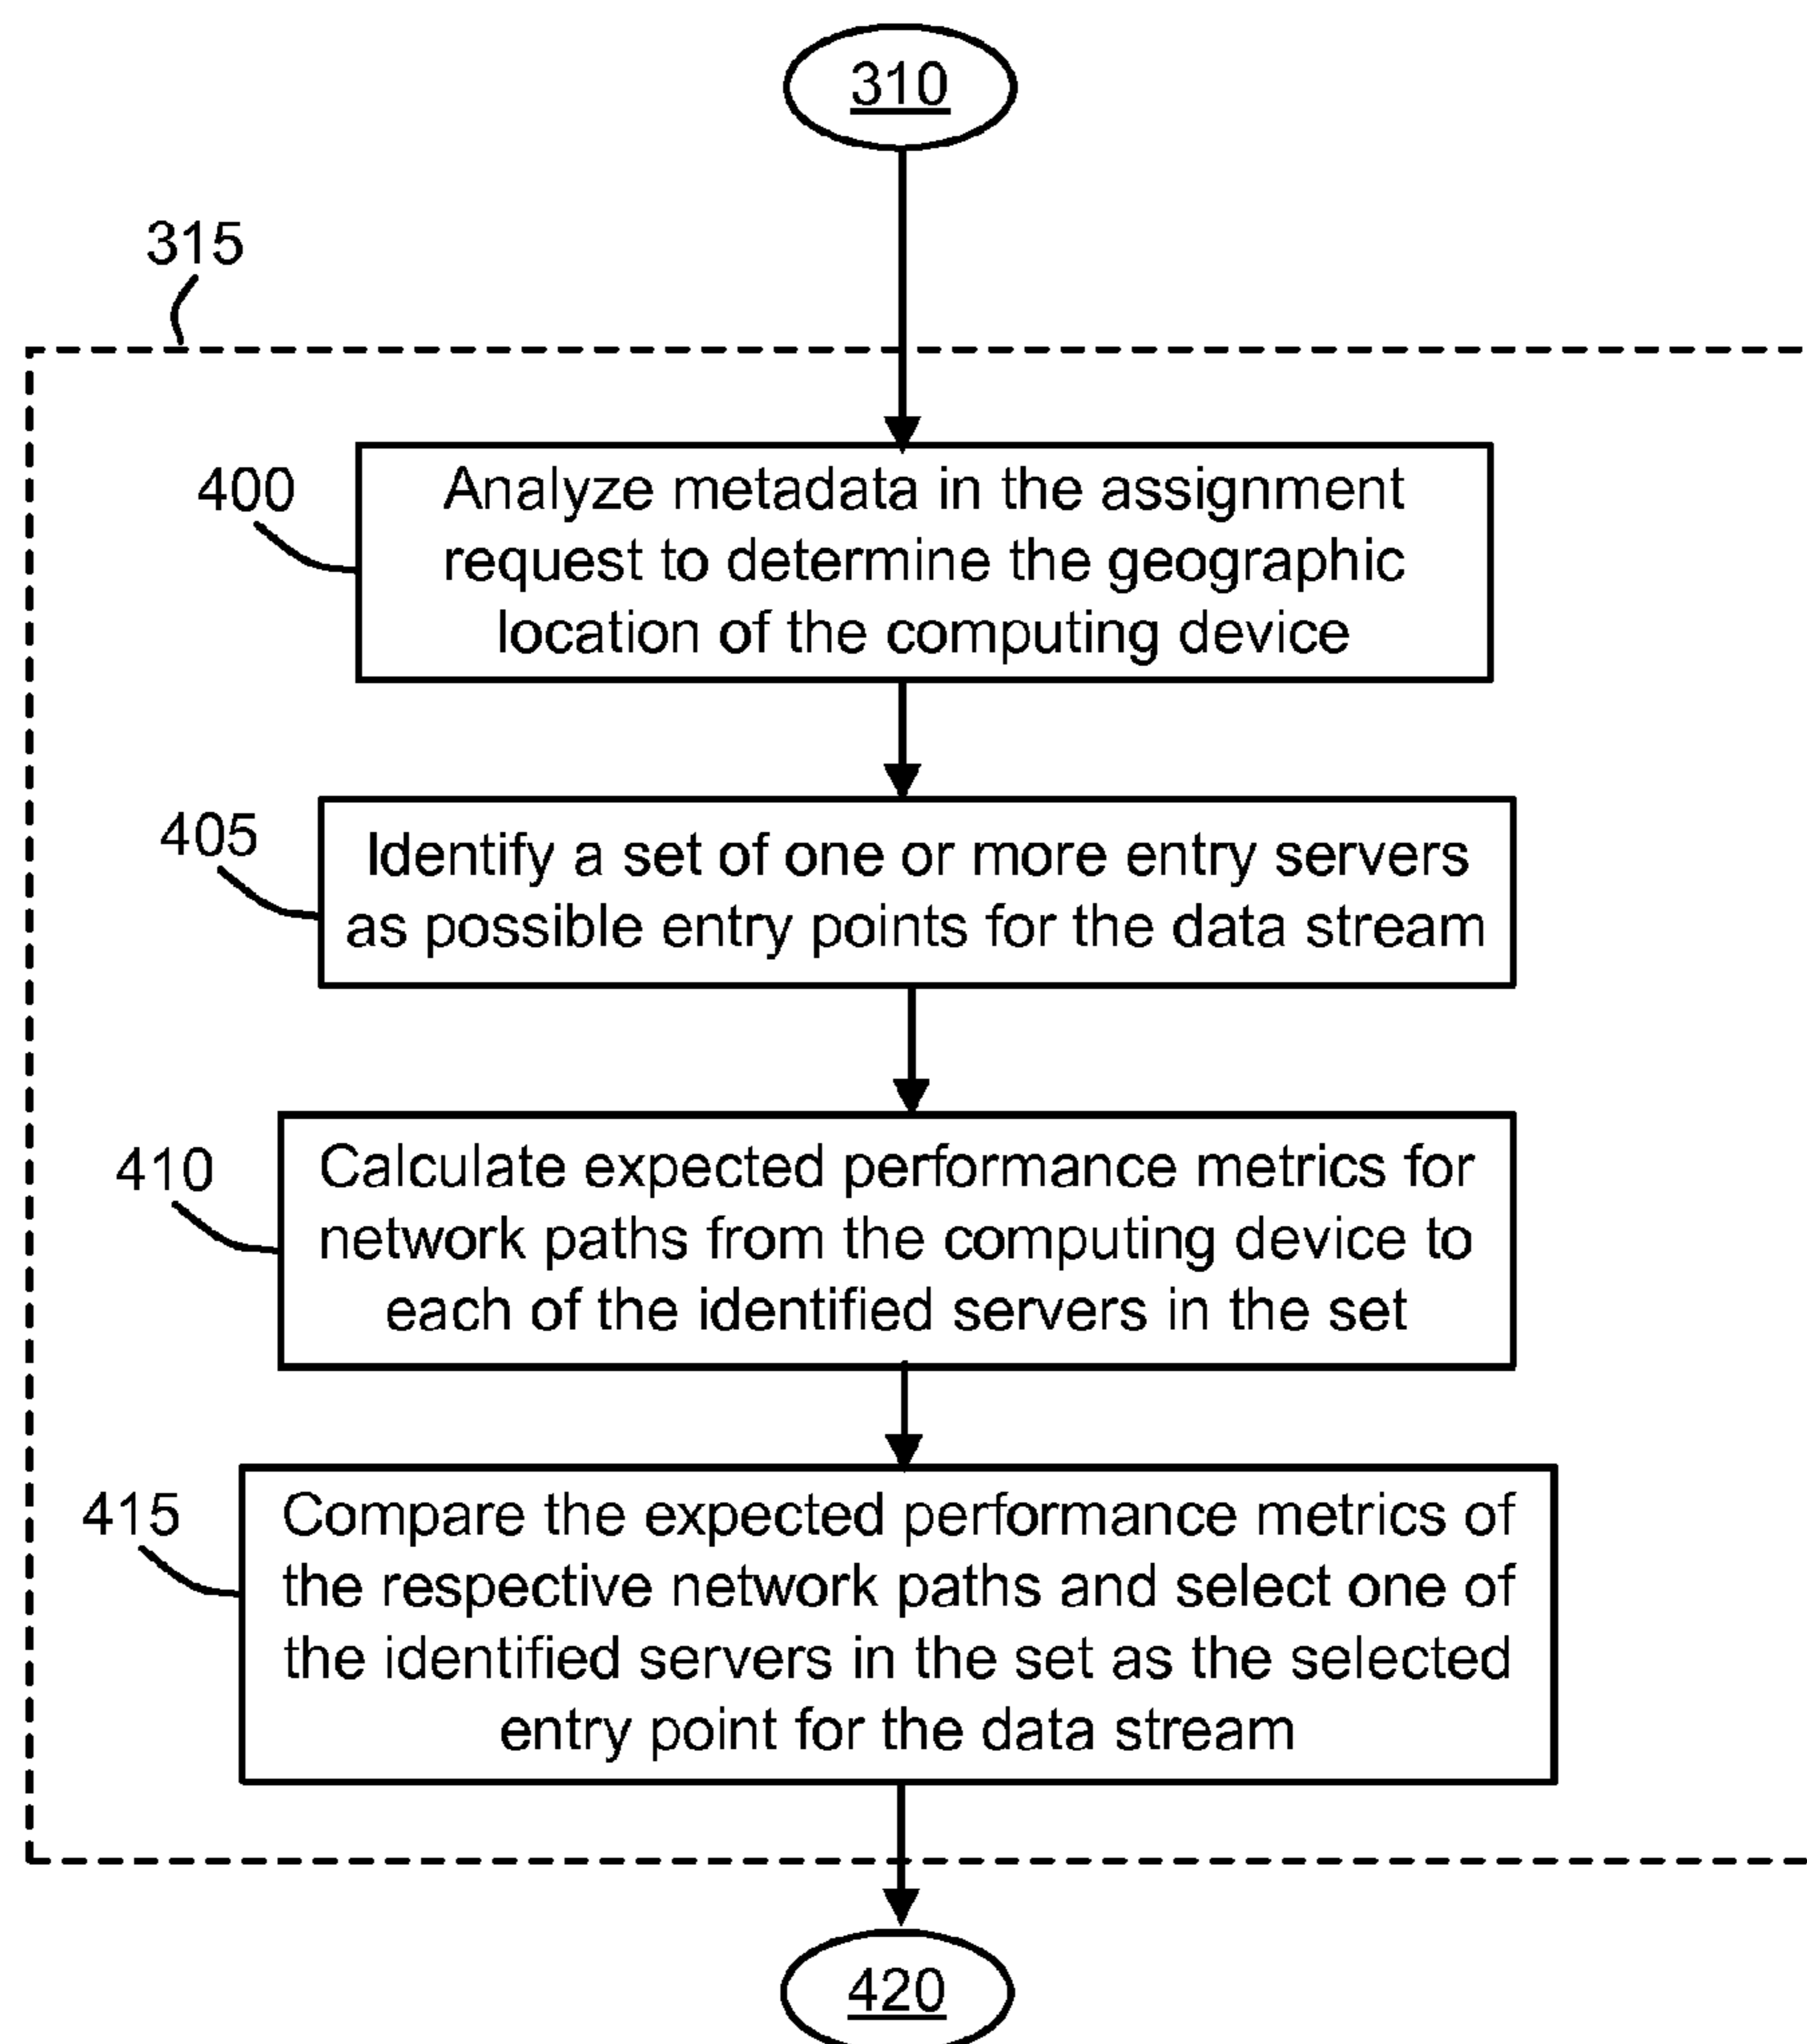 310
315
400
Analyze metadata in the assignment
request to determine the geographic
location of the computing device
405
Identify a set of one or more entry servers
as possible entry points for the data stream
410
Calculate expected performance metrics for
network paths from the computing device to
each of the identified servers in the set
415
Compare the expected performance metrics of
the respective network paths and select one of
the identified servers in the set as the selected
entry point for the data stream
420